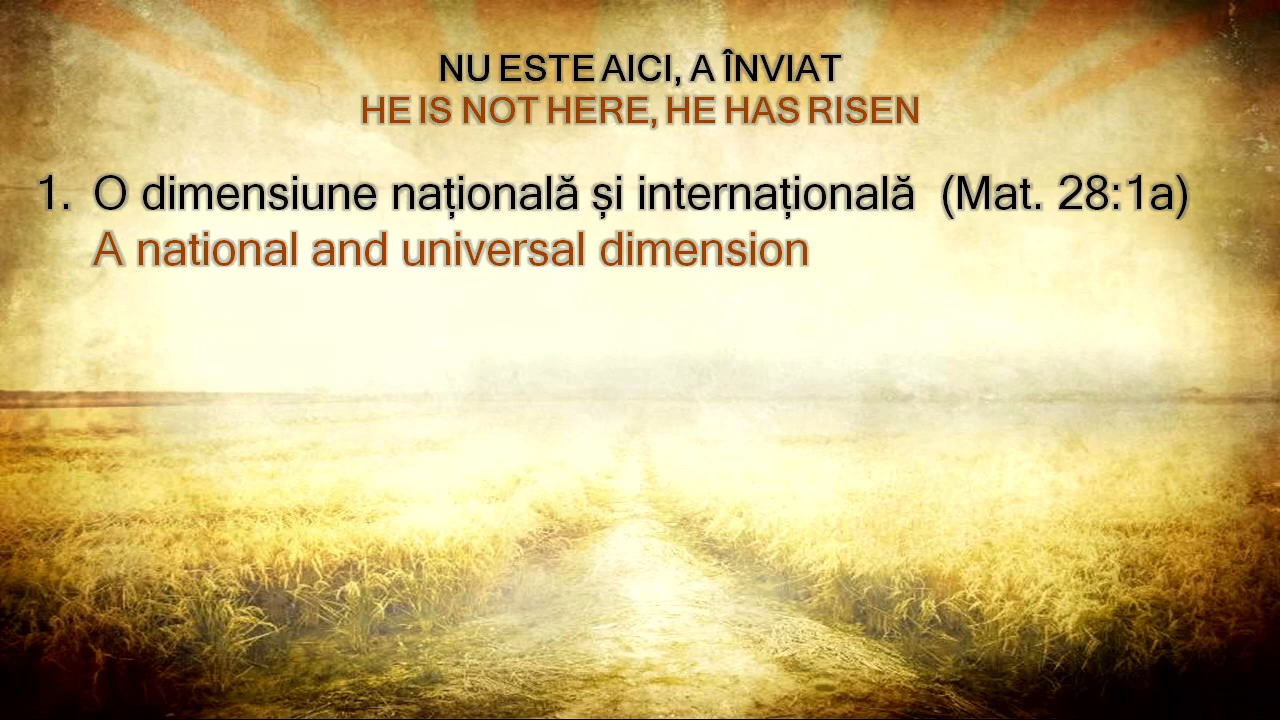 NU ESTE AICI, A ÎNVIAT
HE IS NOT HERE, HE HAS RISEN
1. O dimensiune națională și internațională (Mat. 28:1a)
A national and universal dimension